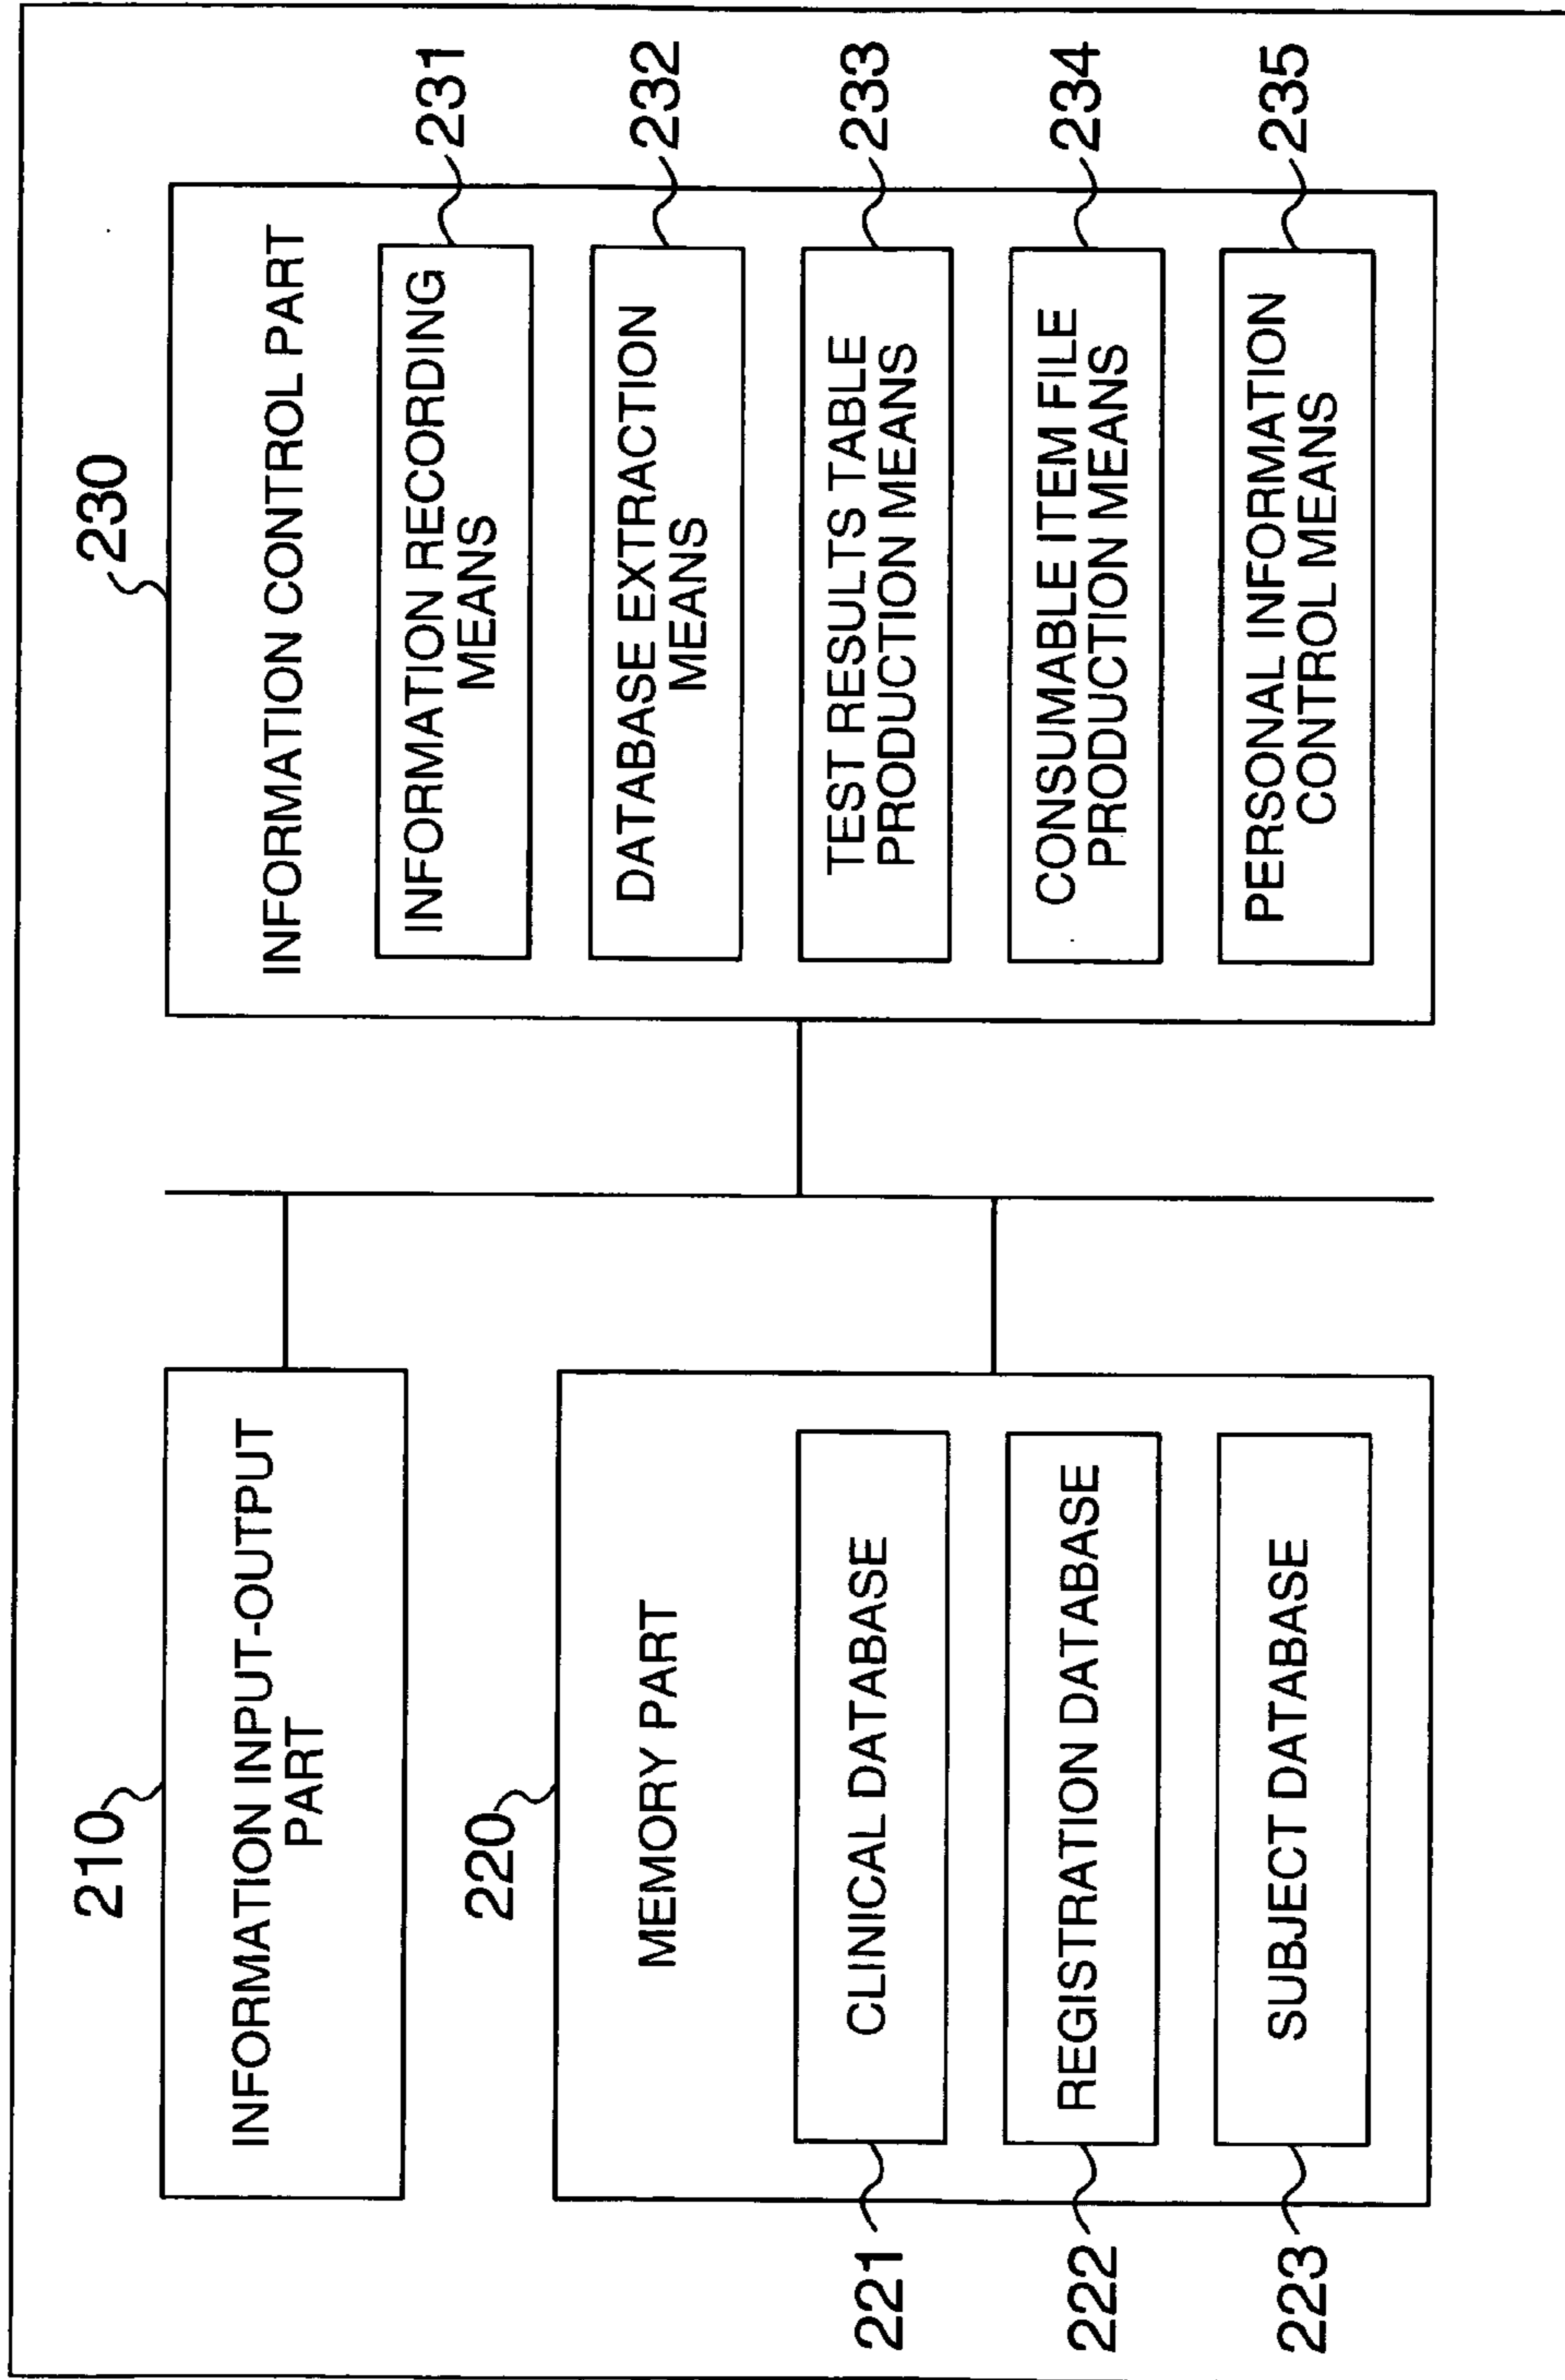 210
INFORMATION INPUT-OUTPUT
PART
220
MEMORY PART
221
CLINICAL DATABASE
222
REGISTRATION DATABASE
223
SUBJECT DATABASE
230
INFORMATION CONTROL PART
INFORMATION RECORDING
MEANS
231
DATABASE EXTRACTION
MEANS
232
TEST RESULTS TABLE
PRODUCTION MEANS
233
CONSUMABLE ITEM FILE
PRODUCTION MEANS
234
PERSONAL INFORMATION
CONTROL MEANS
235